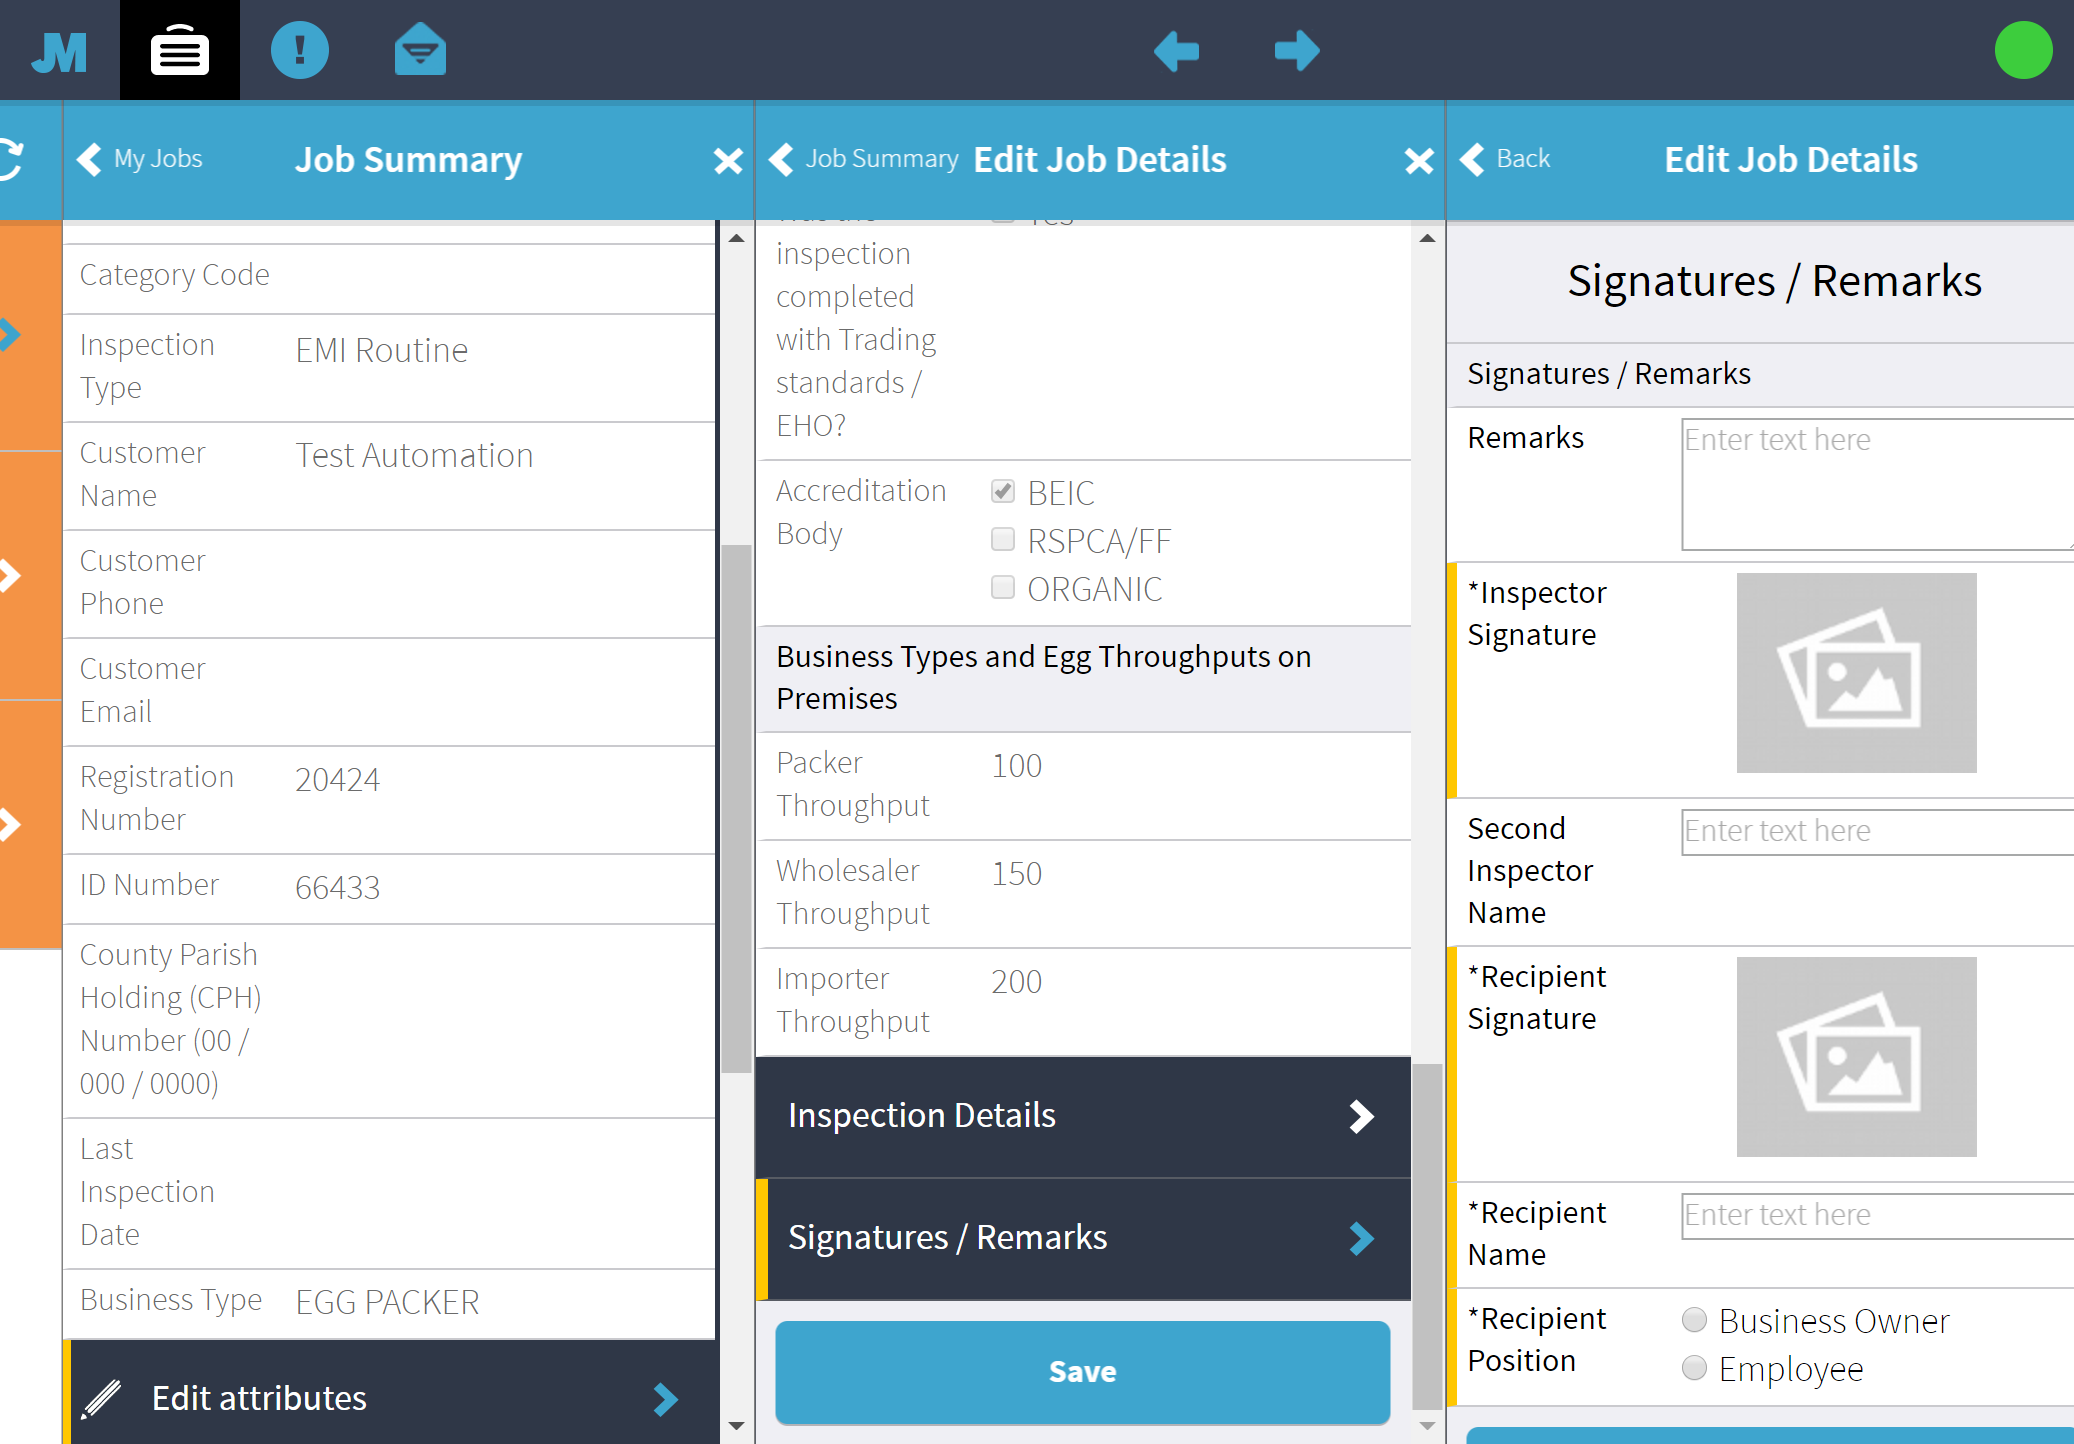 JM
!
My Jobs
Job Summary
Category Code
Inspection
Type
EMI Routine
Customer
Name
Test Automation
Customer
Phone
Customer
Email
Registration
Number
20424
ID Number
66433
County Parish
Holding (CPH)
Number (00 /
000 / 0000)
Last
Inspection
Date
Business Type
EGG PACKER
Edit attributes
Job Summary
Edit Job Details
inspection
completed
with Trading
standards /
EHO?
Accreditation
Body
BEIC
RSPCA/FF
ORGANIC
Business Types and Egg Throughputs on
Premises
Packer
Throughput
100
Wholesaler
Throughput
150
Importer
Throughput
200
Inspection Details
Signatures / Remarks
Save
Back
Edit Job Details
Signatures / Remarks
Signatures / Remarks
Remarks
Enter text here
*Inspector
Signature
Second
Inspector
Name
Enter text here
*Recipient
Signature
*Recipient
Name
Enter text here
*Recipient
Position
Business Owner
Employee